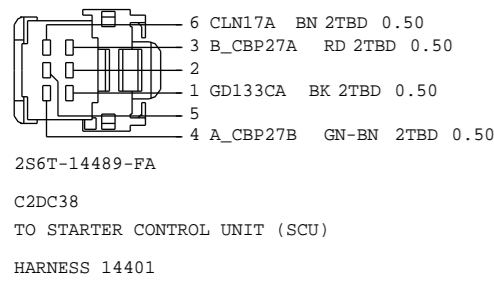 6 CLN17A BN 2TBD 0.50
3 B_CBP27A RD 2TBD 0.50
2
1 GD133CA BK 2TBD 0.50
5
4 A_CBP27B GN-BN 2TBD 0.50
2S6T-14489-FA
C2DC38
TO STARTER CONTROL UNIT (SCU)
HARNESS 14401